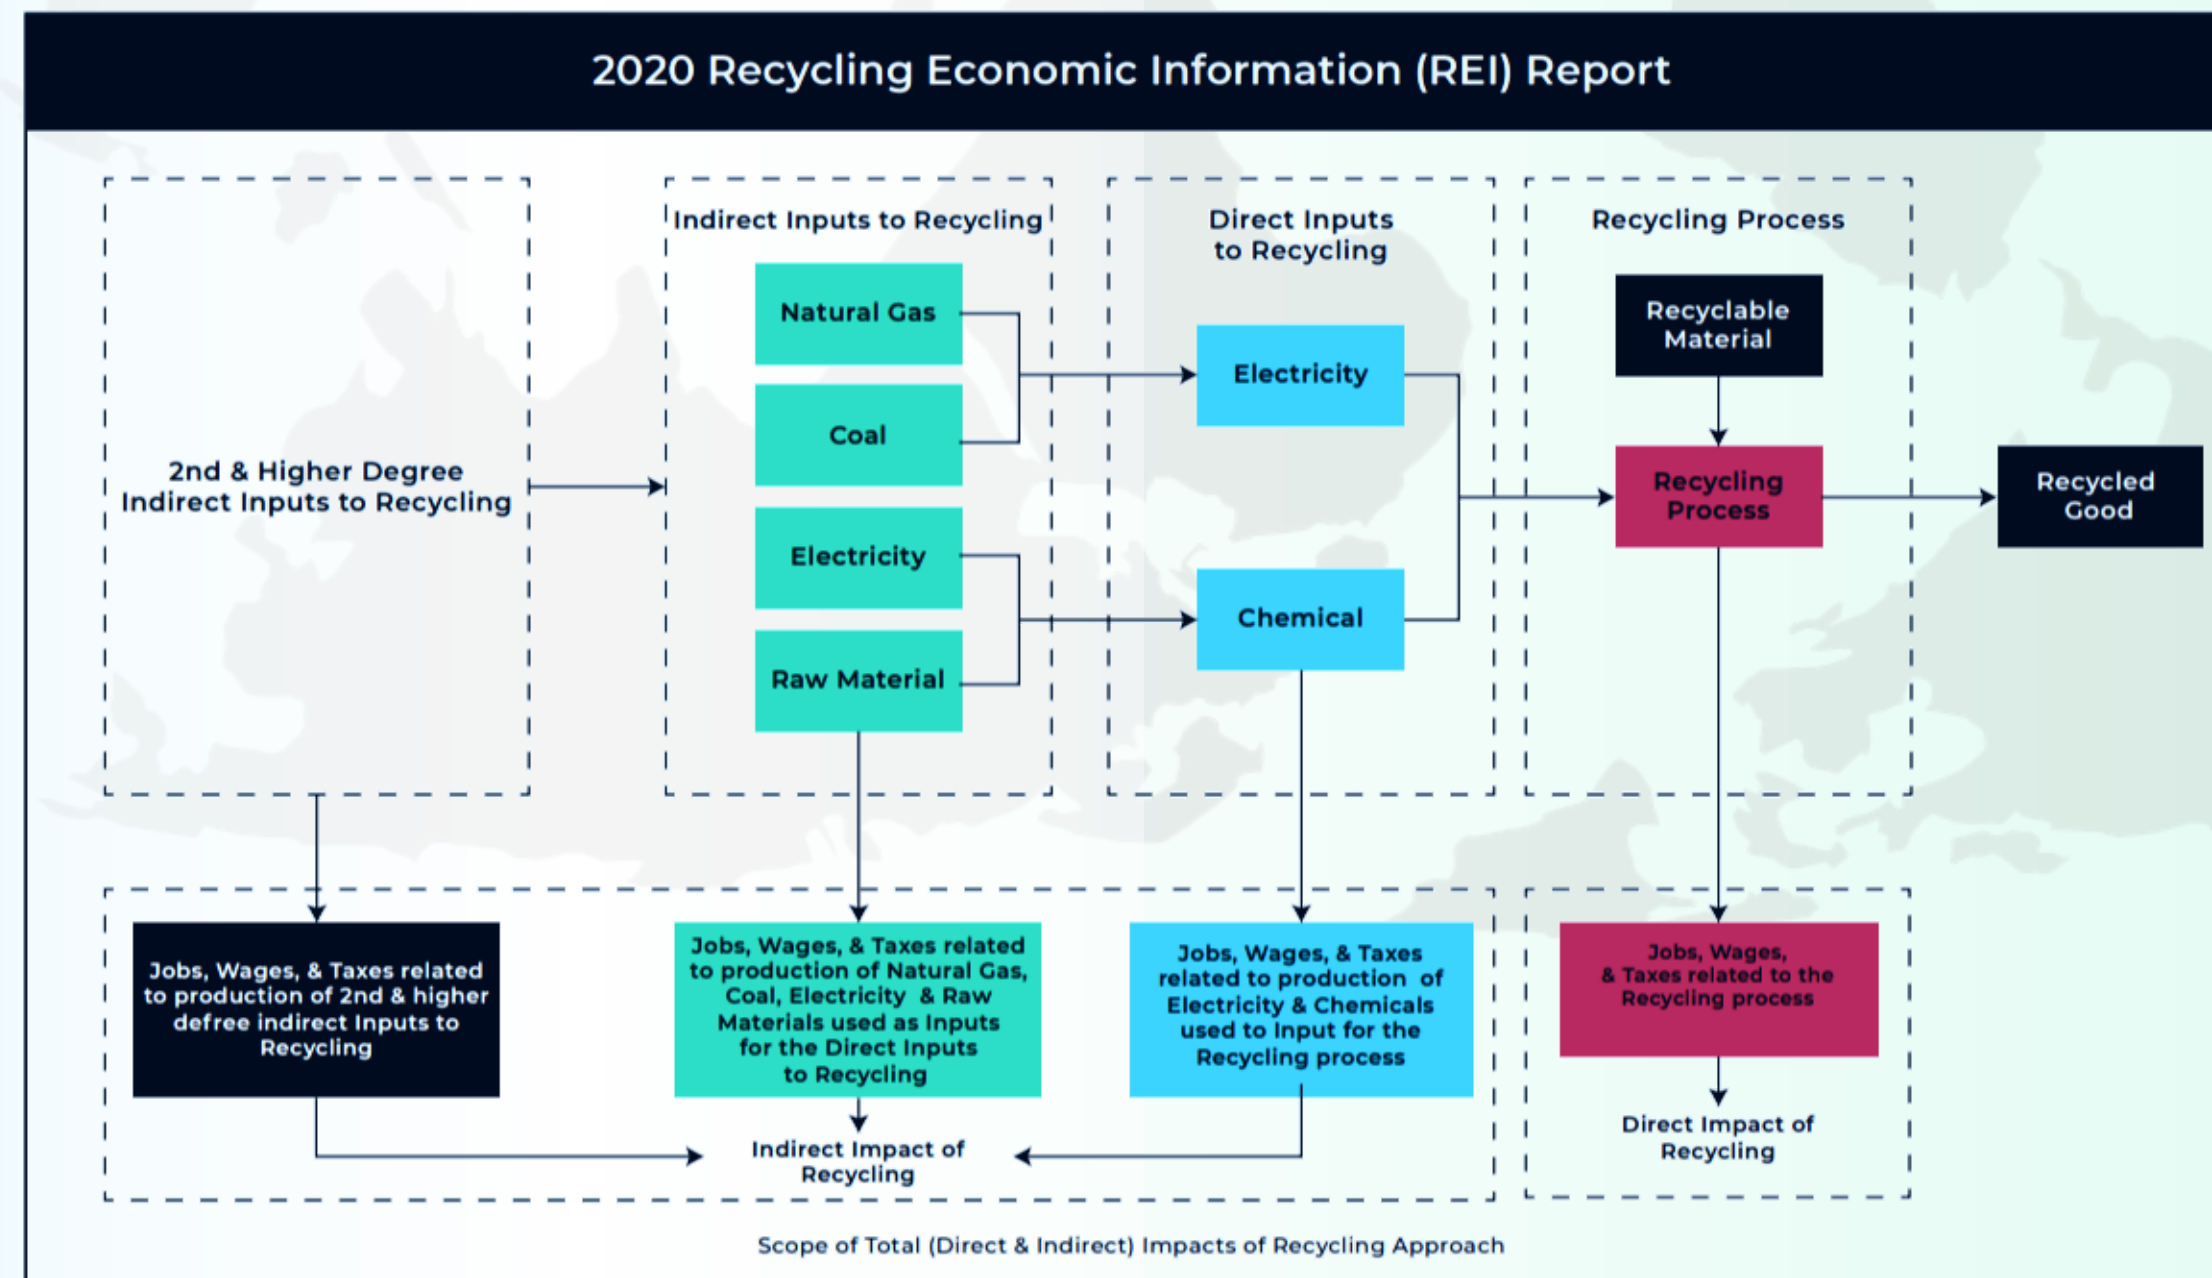 2020 Recycling Economic Information (REI) Report
2nd & Higher Degree
Indirect Inputs to Recycling
Indirect Inputs to Recycling
Natural Gas
Coal
Electricity
Raw Material
Direct Inputs
to Recycling
Electricity
Chemical
Recycling Process
Recyclable
Material
Recycling
Process
Recycled
Good
Jobs, Wages, & Taxes related
to production of 2nd & higher
defree indirect Inputs to
Recycling
Jobs, Wages, & Taxes related
to production of Natural Gas,
Coal, Electricity & Raw
Materials used as Inputs
for the Direct Inputs
to Recycling
Jobs, Wages, & Taxes
related to production of
Electricity & Chemicals
used to Input for the
Recycling process
Jobs, Wages,
& Taxes related to the
Recycling process
Indirect Impact of
Recycling
Direct Impact of
Recycling
Scope of Total (Direct & Indirect) Impacts of Recycling Approach